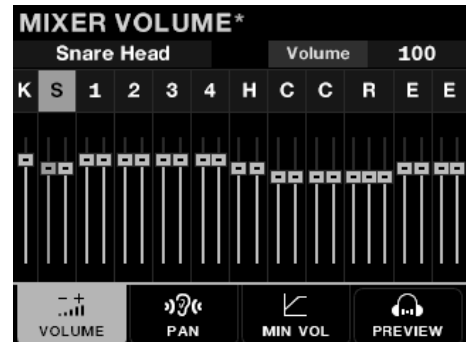 MIXER VOLUME*
Snare Head Volume 100
K S 1 2 3 4 H C C R E E
VOLUME PAN MIN VOL PREVIEW